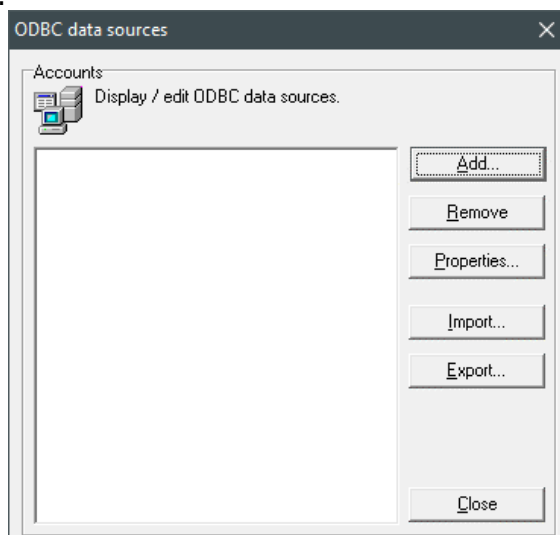 ODBC data sources
Accounts
Display / edit ODBC data sources.
Add...
Remove
Properties...
Import...
Export...
Close